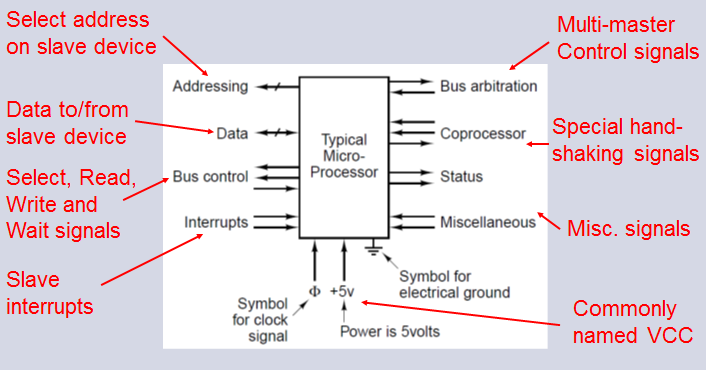 Select address
on slave device
Multi-master
Control signals
Addressing
Bus arbitration
Data to/from
slave device
Data
Typical
Micro-
Processor
Coprocessor
Special hand-
shaking signals
Select, Read,
Write and
Wait signals
Bus control
Status
Interrupts
Miscellaneous
Misc. signals
Slave
interrupts
Symbol for
electrical ground
Φ +5v
Symbol
for clock
signal
Power is 5volts
Commonly
named VCC